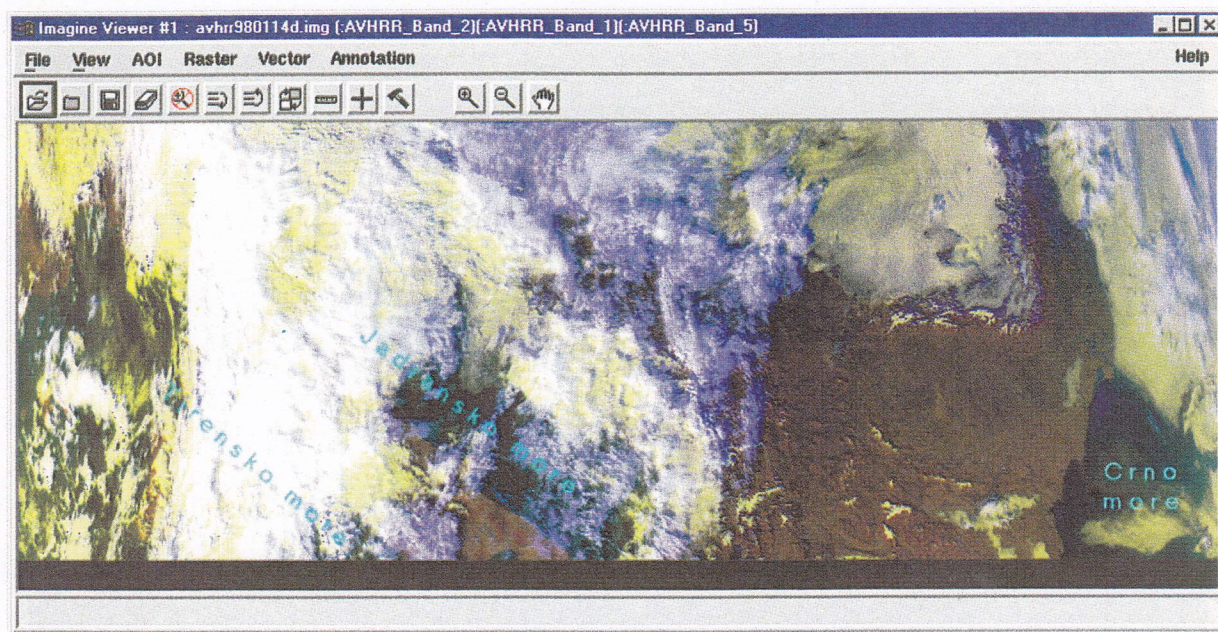 Imagine Viewer #1 : avhrr980114d.img (:AVHRR_Band_2)(:AVHRR_Band_1)(:AVHRR_Band_5)
File View AOI Raster Vector Annotation Help
Jadransko more
Tirensko more
Crno
more